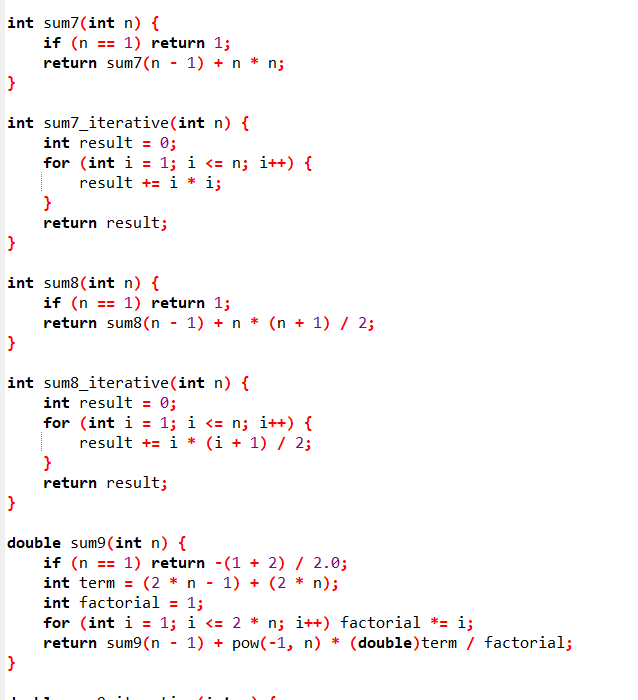 int sum7(int n) {
    if (n == 1) return 1;
    return sum7(n - 1) + n * n;
}

int sum7_iterative(int n) {
    int result = 0;
    for (int i = 1; i <= n; i++) {
        result += i * i;
    }
    return result;
}

int sum8(int n) {
    if (n == 1) return 1;
    return sum8(n - 1) + n * (n + 1) / 2;
}

int sum8_iterative(int n) {
    int result = 0;
    for (int i = 1; i <= n; i++) {
        result += i * (i + 1) / 2;
    }
    return result;
}

double sum9(int n) {
    if (n == 1) return -(1 + 2) / 2.0;
    int term = (2 * n - 1) + (2 * n);
    int factorial = 1;
    for (int i = 1; i <= 2 * n; i++) factorial *= i;
    return sum9(n - 1) + pow(-1, n) * (double)term / factorial;
}